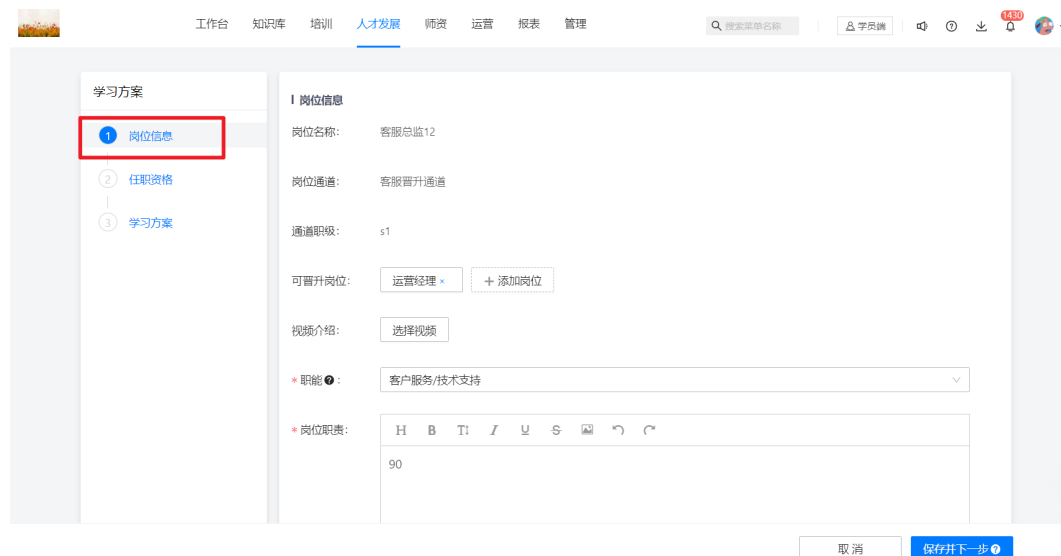 工作台 知识库 培训 人才发展 师资 运营 报表 管理 搜索菜单名称 学员端 1430
学习方案
1 岗位信息
2 任职资格
3 学习方案
岗位信息
岗位名称: 客服总监12
岗位通道: 客服晋升通道
通道职级: s1
可晋升岗位: 运营经理 × + 添加岗位
视频介绍: 选择视频
* 职能 ? : 客户服务/技术支持
* 岗位职责: H B T I U S
90
取消 保存并下一步 ?